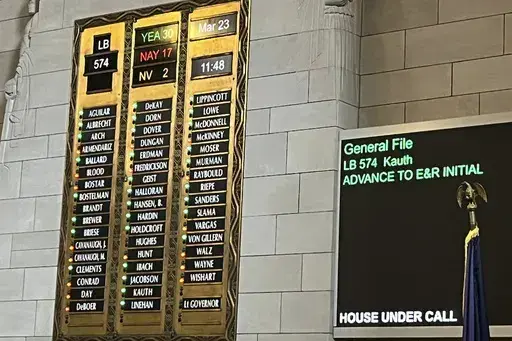 LB
574
YEA 30
NAY 17
NV 2
Mar 23
11:48
AGUILAR
ALBRECHT
ARCH
ARMENDARIZ
BALLARD
BLOOD
BOSTAR
BOSTELMAN
BRANDT
BREWER
BRIESE
CAVANAUGH, J.
CAVANAUGH, M.
CLEMENTS
CONRAD
DAY
DeBOER
DeKAY
DORN
DOVER
DUNGAN
ERDMAN
FREDRICKSON
GEIST
HALLORAN
HANSEN, B.
HARDIN
HOLDCROFT
HUGHES
HUNT
IBACH
JACOBSON
KAUTH
LINEHAN
LIPPINCOTT
LOWE
McDONNELL
McKINNEY
MOSER
MURMAN
RAYBOULD
RIEPE
SANDERS
SLAMA
VARGAS
VON GILLERN
WALZ
WAYNE
WISHART
LT GOVERNOR
General File
LB 574 Kauth
ADVANCE TO E&R INITIAL
HOUSE UNDER CALL